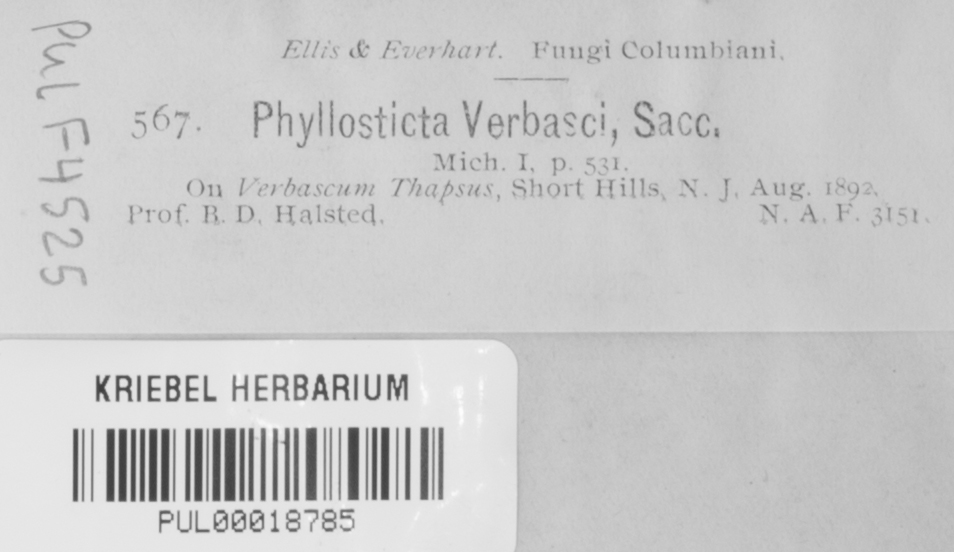 Ellis & Everhart. Fungi Columbiani.
567. Phyllosticta Verbasci, Sacc.
Mich. I, p. 531.
On Verbascum Thapsus, Short Hills, N. J. Aug. 1892.
Prof. B. D. Halsted. N. A. F. 3151.
Pul F4525
KRIEBEL HERBARIUM
PUL00018785